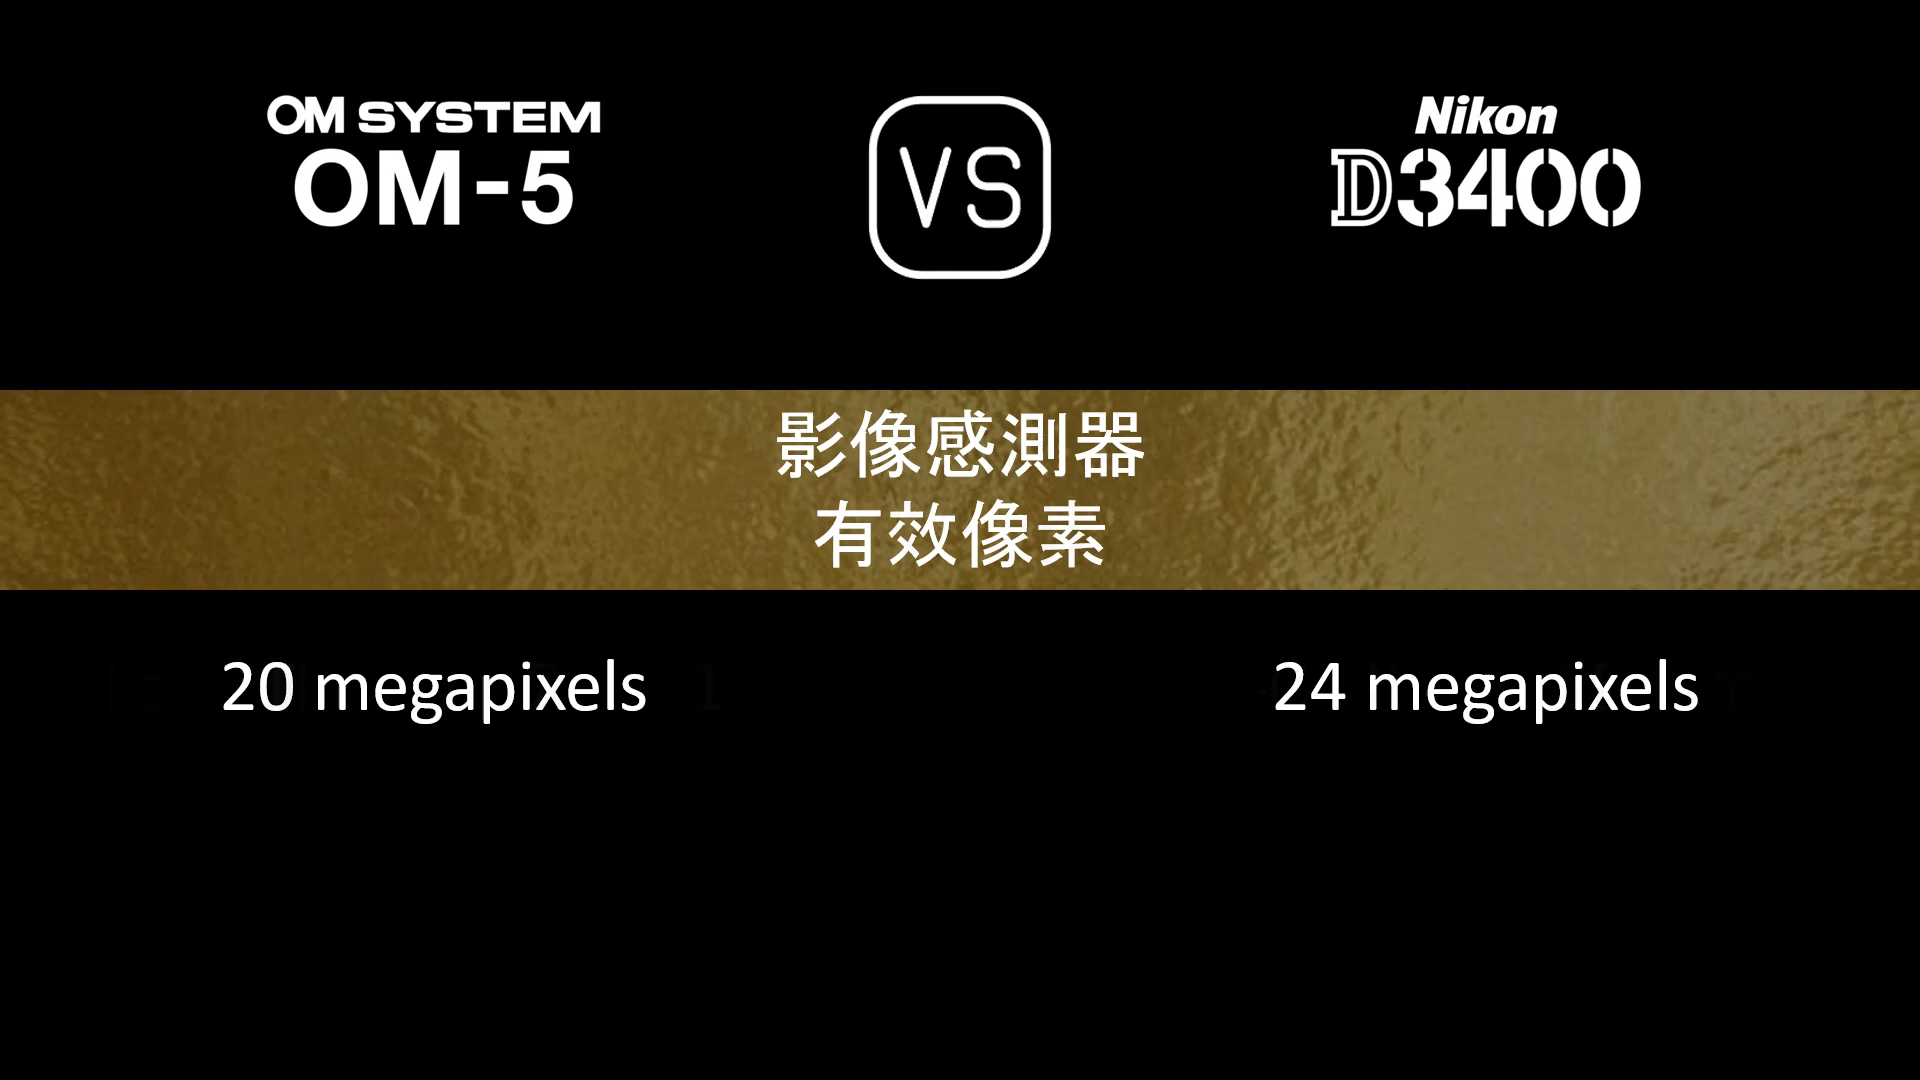 OM SYSTEM
OM-5
VS
Nikon
D3400
影像感測器
有效像素
20 megapixels
24 megapixels